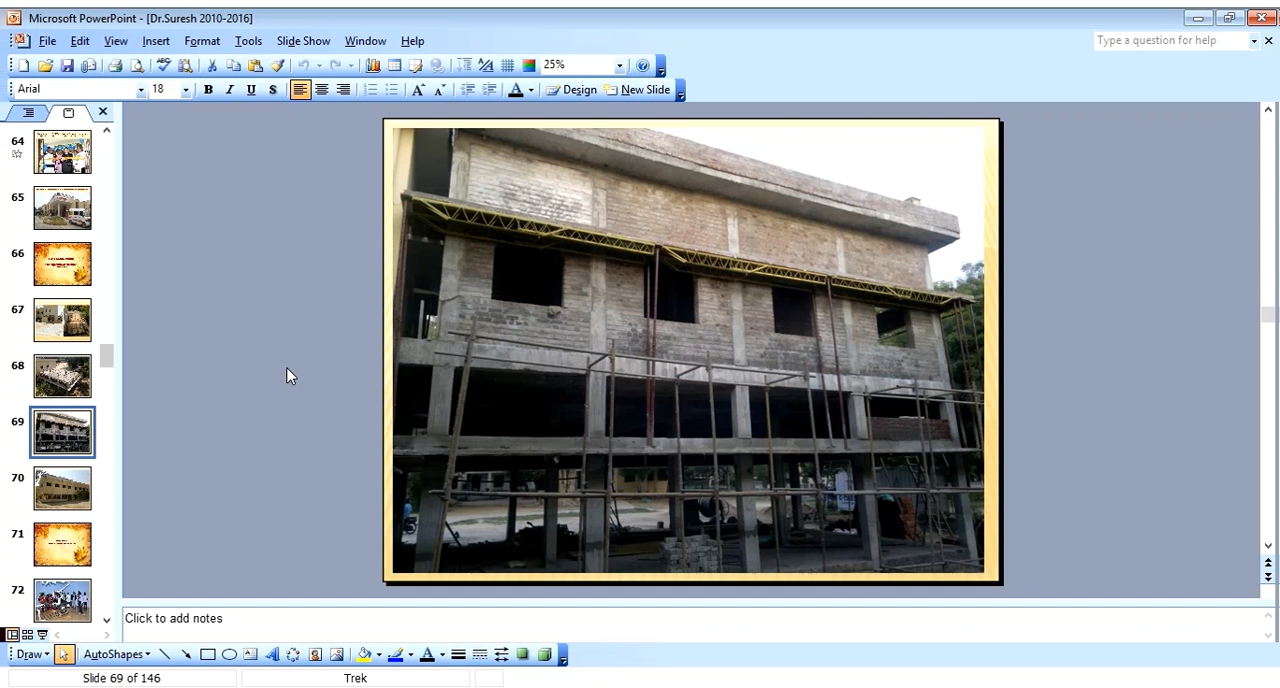 Microsoft PowerPoint - [Dr.Suresh 2010-2016]
File Edit View Insert Format Tools Slide Show Window Help
Type a question for help
25%
Arial 18 B I U S Design New Slide
64
65
66
67
68
69
70
71
72
Click to add notes
Draw AutoShapes
Slide 69 of 146 Trek